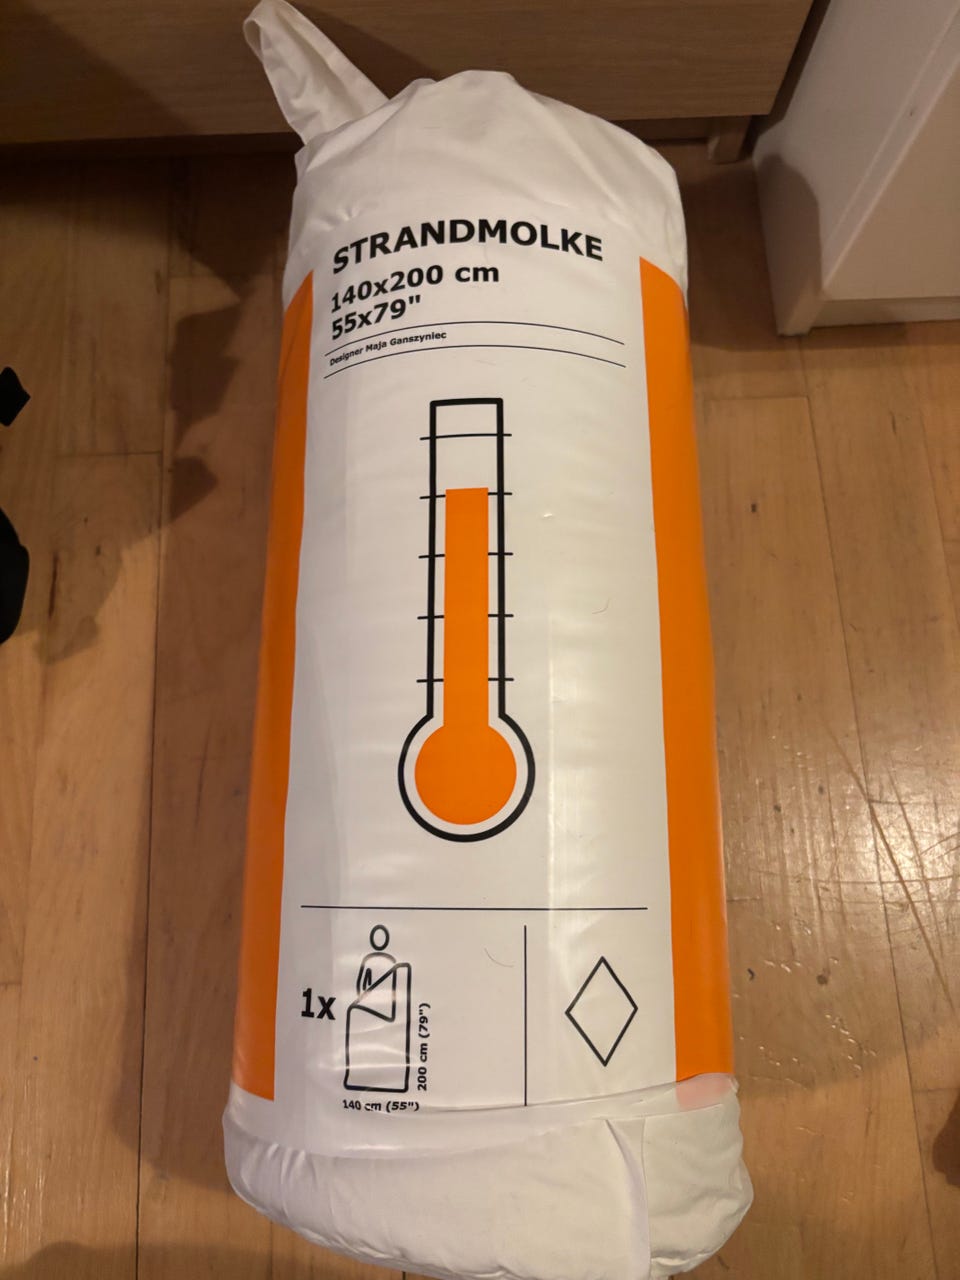 STRANDMOLKE
140x200 cm
55x79"
Designer Maja Ganszyniec
1x
200 cm (79")
140 cm (55")